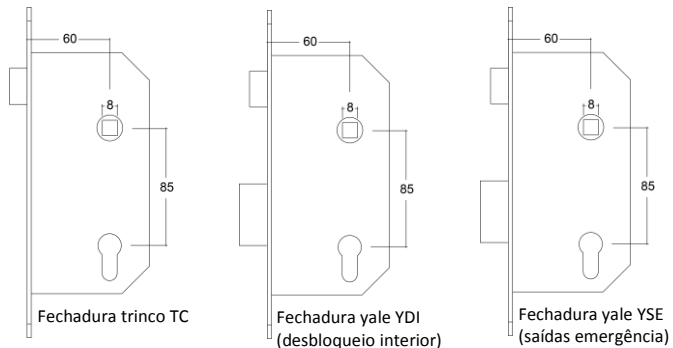 60
8
85
Fechadura trinco TC
60
8
85
Fechadura yale YDI
(desbloqueio interior)
60
8
85
Fechadura yale YSE
(saídas emergência)